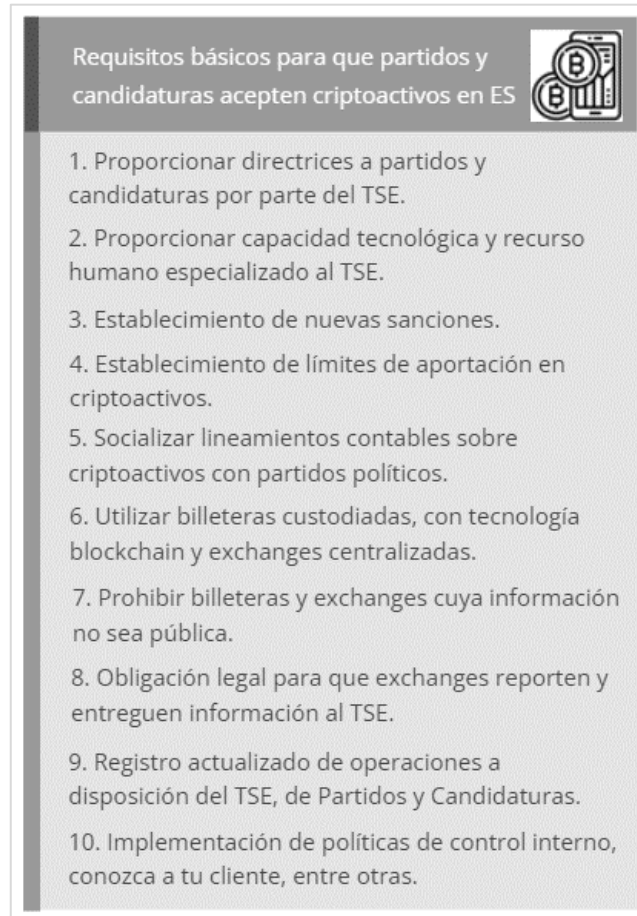 Requisitos básicos para que partidos y
candidaturas acepten criptoactivos en ES
1. Proporcionar directrices a partidos y
candidaturas por parte del TSE.
2. Proporcionar capacidad tecnológica y recurso
humano especializado al TSE.
3. Establecimiento de nuevas sanciones.
4. Establecimiento de límites de aportación en
criptoactivos.
5. Socializar lineamientos contables sobre
criptoactivos con partidos políticos.
6. Utilizar billeteras custodiadas, con tecnología
blockchain y exchanges centralizadas.
7. Prohibir billeteras y exchanges cuya información
no sea pública.
8. Obligación legal para que exchanges reporten y
entreguen información al TSE.
9. Registro actualizado de operaciones a
disposición del TSE, de Partidos y Candidaturas.
10. Implementación de políticas de control interno,
conozca a tu cliente, entre otras.